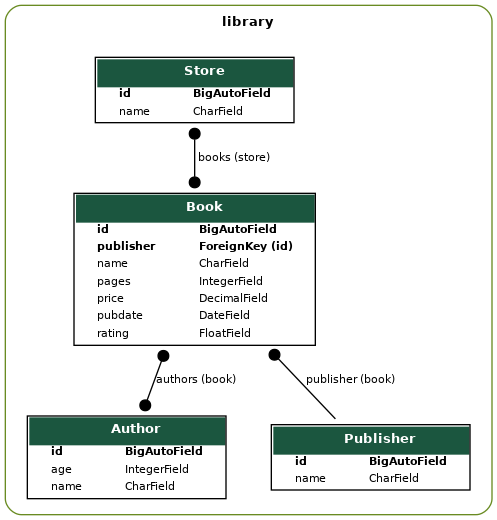 library
Store
id BigAutoField
name CharField
books (store)
Book
id BigAutoField
publisher ForeignKey (id)
name CharField
pages IntegerField
price DecimalField
pubdate DateField
rating FloatField
authors (book)
publisher (book)
Author
id BigAutoField
age IntegerField
name CharField
Publisher
id BigAutoField
name CharField